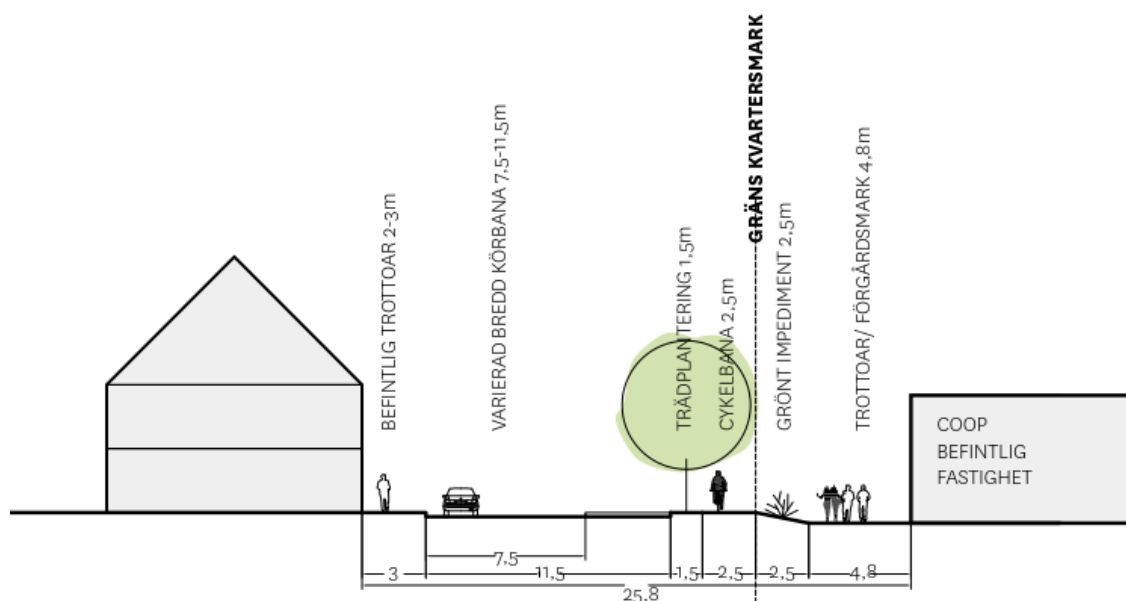 BEFINTLIG TROTTOAR 2-3m
VARIERAD BREDD KÖRBANA 7,5-11,5m
TRÄDPLANTERING 1,5m
CYKELBANA 2,5m
GRÄNS KVARTERSMARK
GRÖNT IMPEDIMENT 2,5m
TROTTOAR/ FÖRGÅRDSMARK 4,8m
COOP
BEFINTLIG
FASTIGHET
7,5
3
11,5
1,5
2,5
2,5
4,8
25,8